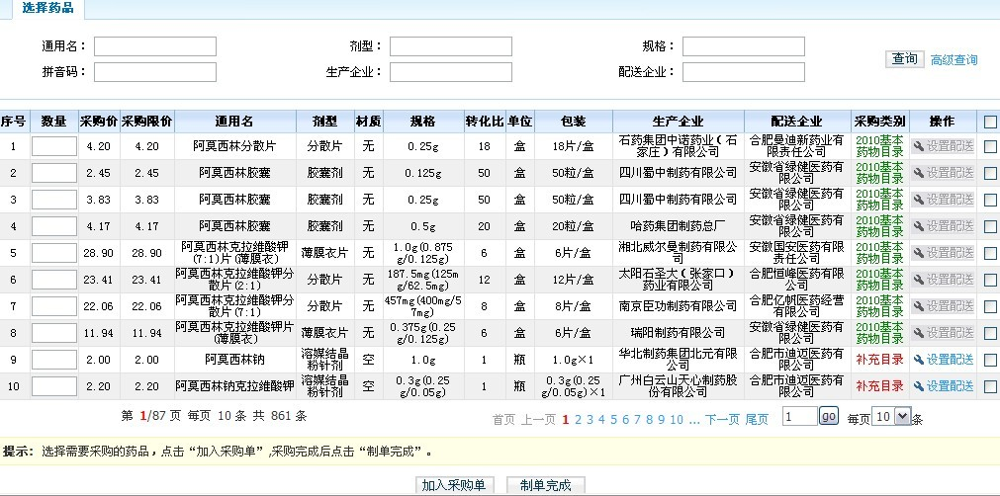 选择药品
通用名： 剂型： 规格：
拼音码： 生产企业： 配送企业： 查询 高级查询
序号 数量 采购价 采购限价 通用名 剂型 材质 规格 转化比 单位 包装 生产企业 配送企业 采购类别 操作
1 4.20 4.20 阿莫西林分散片 分散片 无 0.25g 18 盒 18片/盒 石药集团中诺药业（石家庄）有限公司 合肥曼迪新药业有限责任公司 2010基本药物目录 设置配送
2 2.45 2.45 阿莫西林胶囊 胶囊剂 无 0.125g 50 盒 50粒/盒 四川蜀中制药有限公司 安徽省绿健医药有限公司 2010基本药物目录 设置配送
3 3.83 3.83 阿莫西林胶囊 胶囊剂 无 0.25g 50 盒 50粒/盒 四川蜀中制药有限公司 安徽省绿健医药有限公司 2010基本药物目录 设置配送
4 4.17 4.17 阿莫西林胶囊 胶囊剂 无 0.5g 20 盒 20粒/盒 哈药集团制药总厂 安徽省绿健医药有限公司 2010基本药物目录 设置配送
5 28.90 28.90 阿莫西林克拉维酸钾(7:1)片(薄膜衣) 薄膜衣片 无 1.0g(0.875g/0.125g) 6 盒 6片/盒 湘北威尔曼制药有限公司 安徽国安医药有限责任公司 2010基本药物目录 设置配送
6 23.41 23.41 阿莫西林克拉维酸钾分散片(2:1) 分散片 无 187.5mg(125mg/62.5mg) 12 盒 12片/盒 太阳石圣大（张家口）药业有限公司 合肥恒峰医药有限公司 2010基本药物目录 设置配送
7 22.06 22.06 阿莫西林克拉维酸钾分散片(7:1) 分散片 无 457mg(400mg/57mg) 8 盒 8片/盒 南京臣功制药有限公司 合肥亿帆医药经营有限公司 2010基本药物目录 设置配送
8 11.94 11.94 阿莫西林克拉维酸钾片(薄膜衣) 薄膜衣片 无 0.375g(0.25g/0.125g) 6 盒 6片/盒 瑞阳制药有限公司 安徽省绿健医药有限公司 2010基本药物目录 设置配送
9 2.00 2.00 阿莫西林钠 溶媒结晶粉针剂 空 1.0g 1 瓶 1.0g×1 华北制药集团北元有限公司 合肥市迪迈医药有限公司 补充目录 设置配送
10 2.20 2.20 阿莫西林钠克拉维酸钾 溶媒结晶粉针剂 空 0.3g(0.25g/0.05g) 1 瓶 0.3g(0.25g/0.05g)×1 广州白云山天心制药股份有限公司 合肥市迪迈医药有限公司 补充目录 设置配送
第 1/87 页 每页 10 条 共 861 条 首页 上一页 1 2 3 4 5 6 7 8 9 10 ... 下一页 尾页 1 go 每页 10 条
提示: 选择需要采购的药品，点击“加入采购单”,采购完成后点击“制单完成”。
加入采购单 制单完成